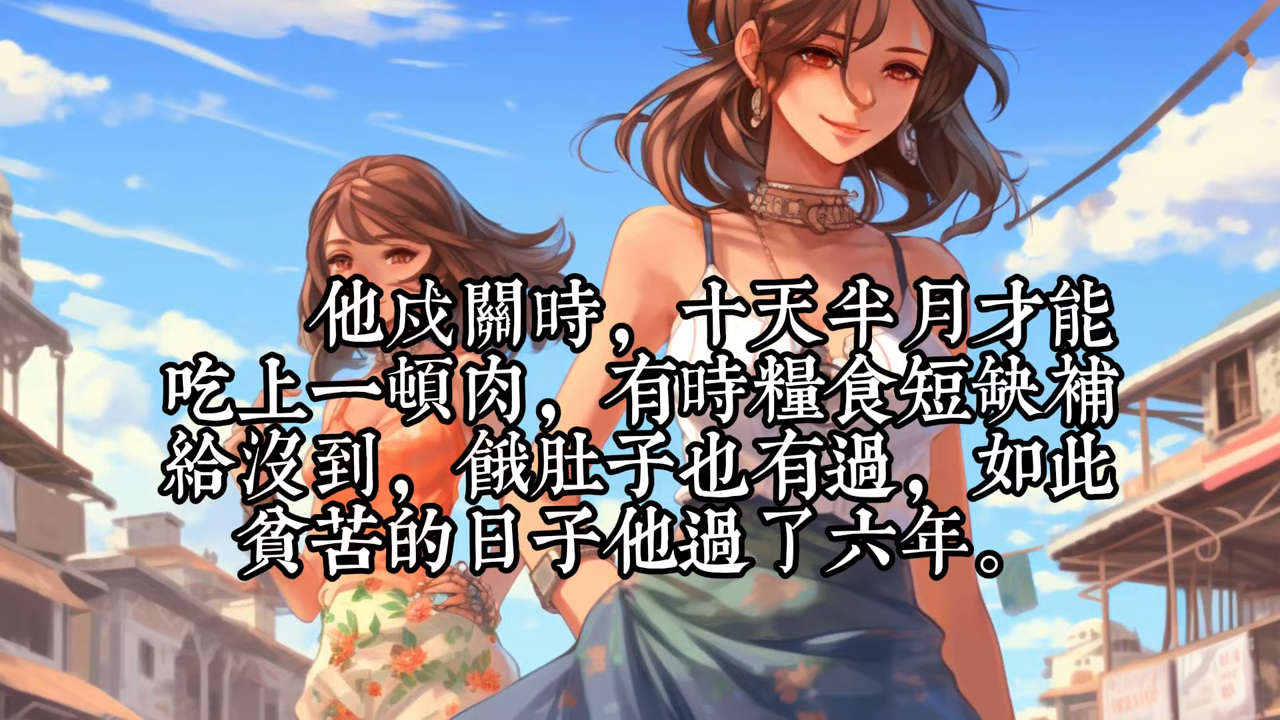 他戍關時，十天半月才能
吃上一頓肉，有時糧食短缺補
給沒到，餓肚子也有過，如此
貧苦的日子他過了六年。